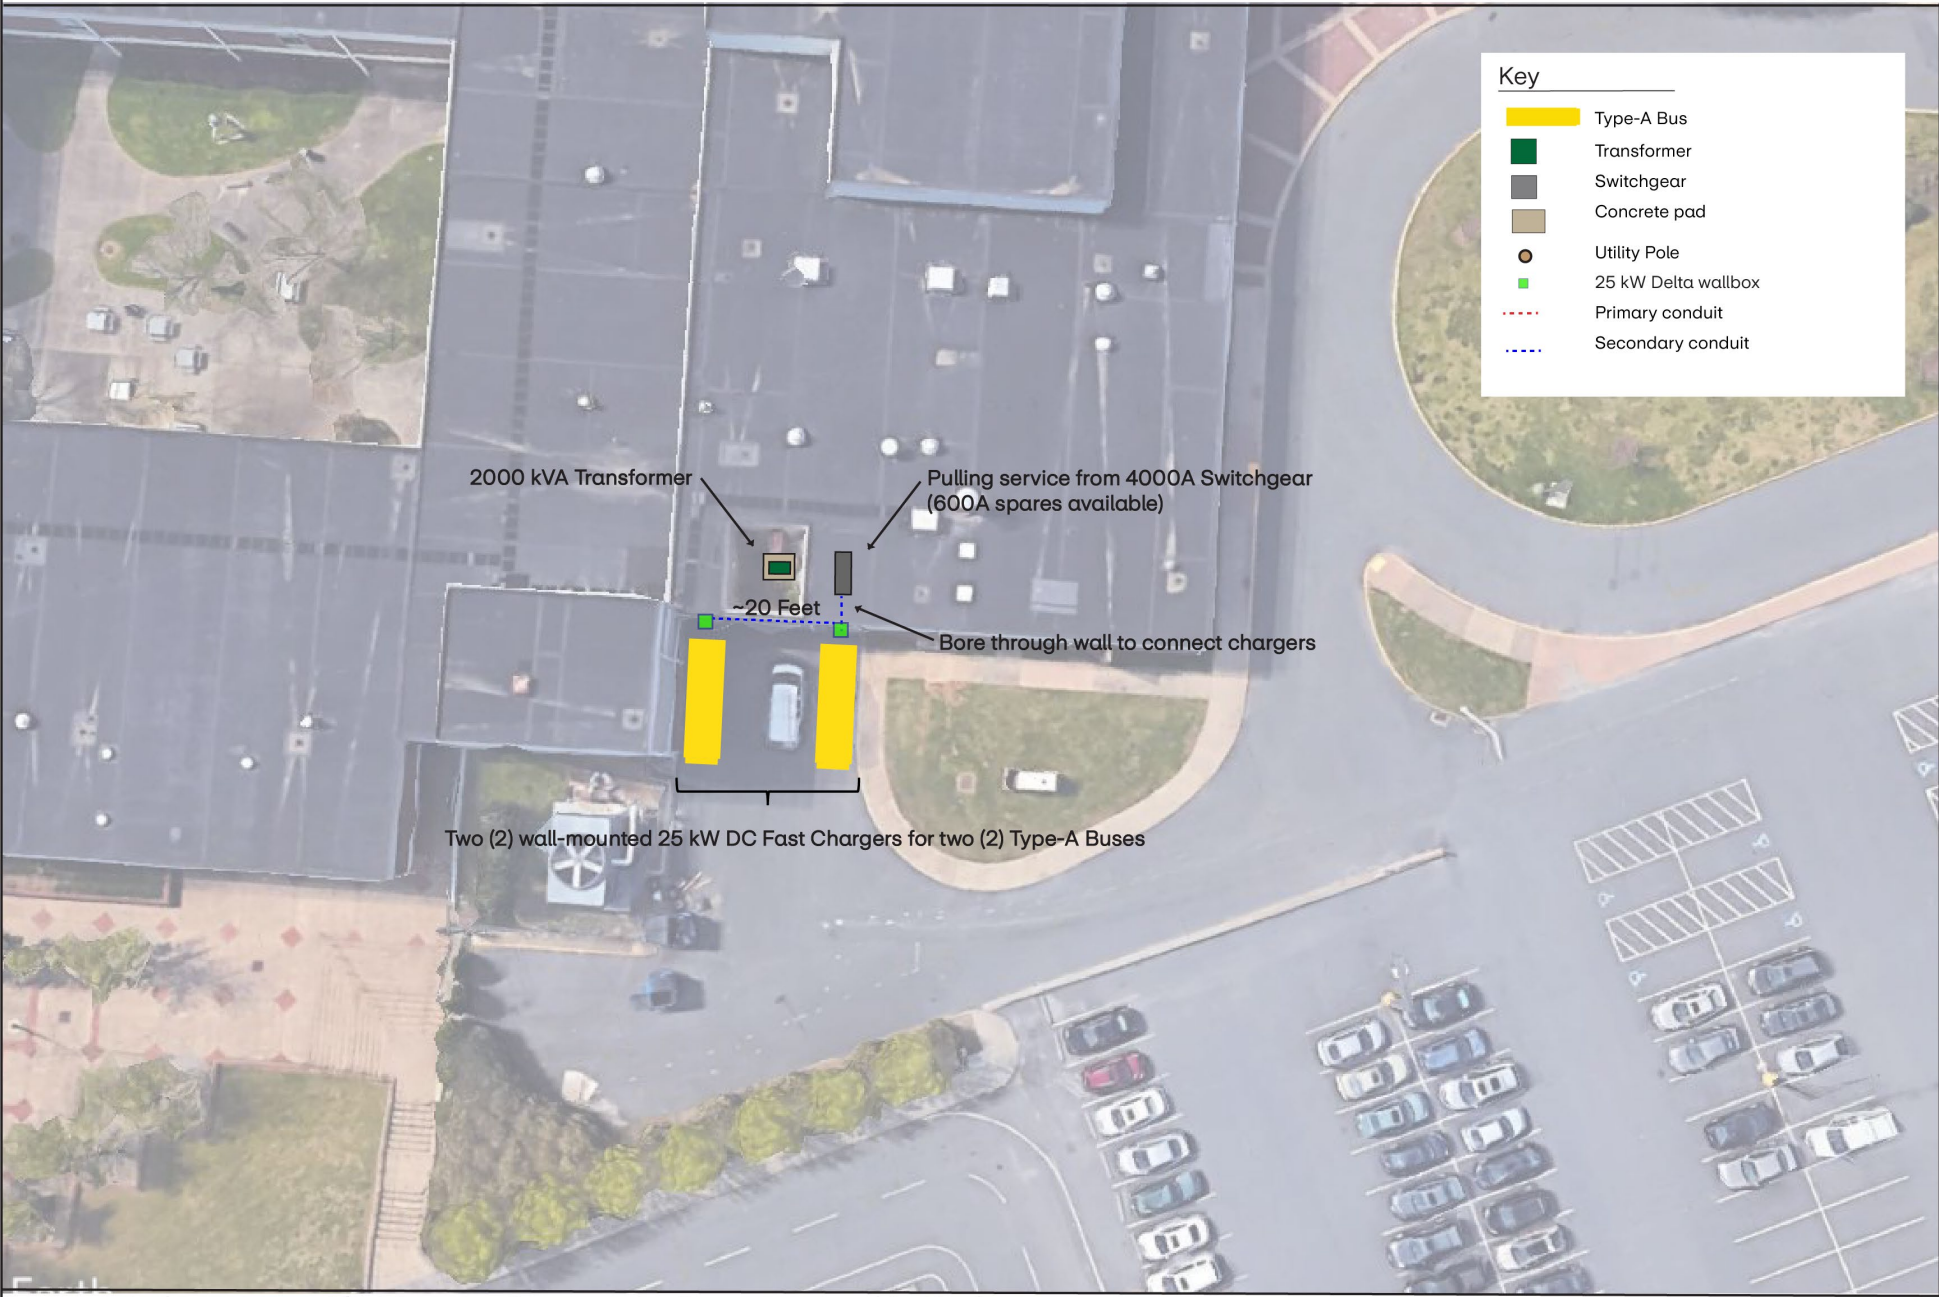 Key
Type-A Bus
Transformer
Switchgear
Concrete pad
Utility Pole
25 kW Delta wallbox
Primary conduit
Secondary conduit
2000 kVA Transformer
Pulling service from 4000A Switchgear
(600A spares available)
~20 Feet
Bore through wall to connect chargers
Two (2) wall-mounted 25 kW DC Fast Chargers for two (2) Type-A Buses